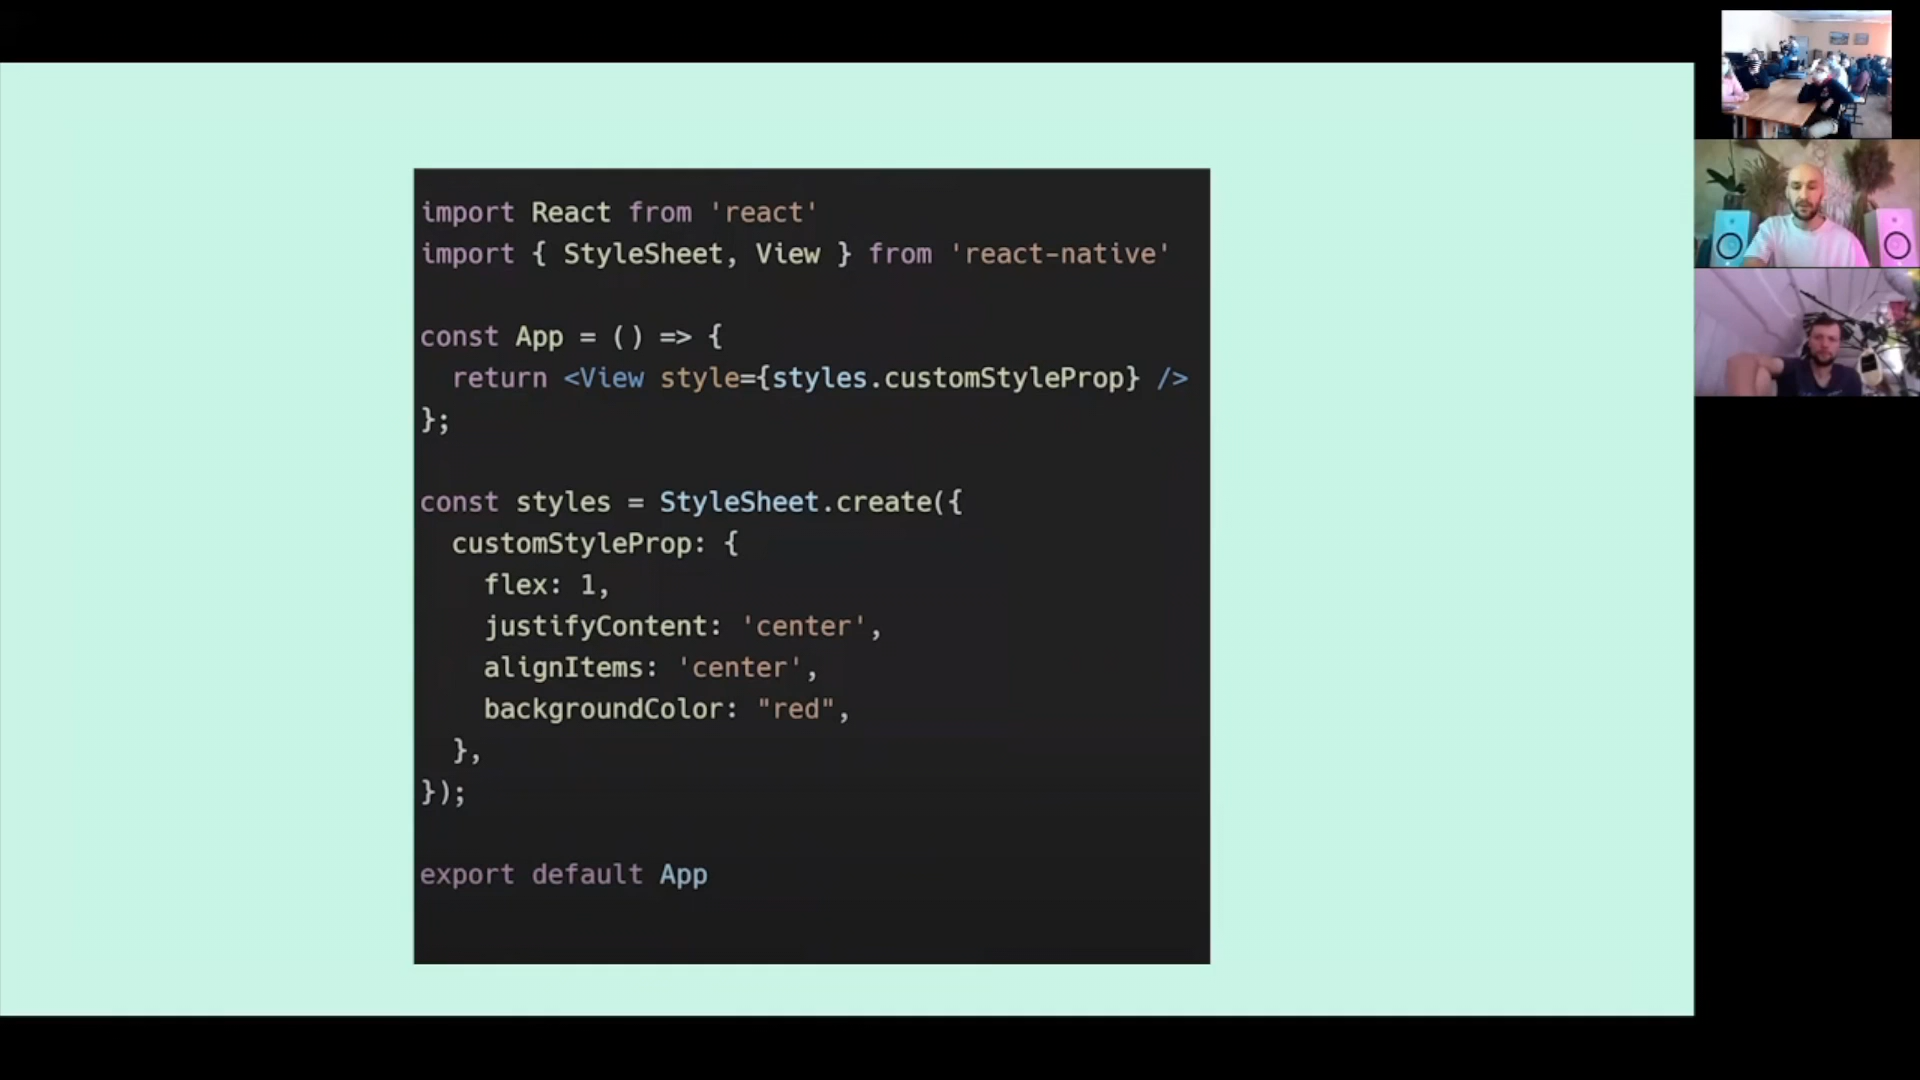 import React from 'react'
import { StyleSheet, View } from 'react-native'
const App = () => {
return <View style={styles.customStyleProp} />
};
const styles = StyleSheet.create({
customStyleProp: {
flex: 1,
justifyContent: 'center',
alignItems: 'center',
backgroundColor: "red",
},
});
export default App